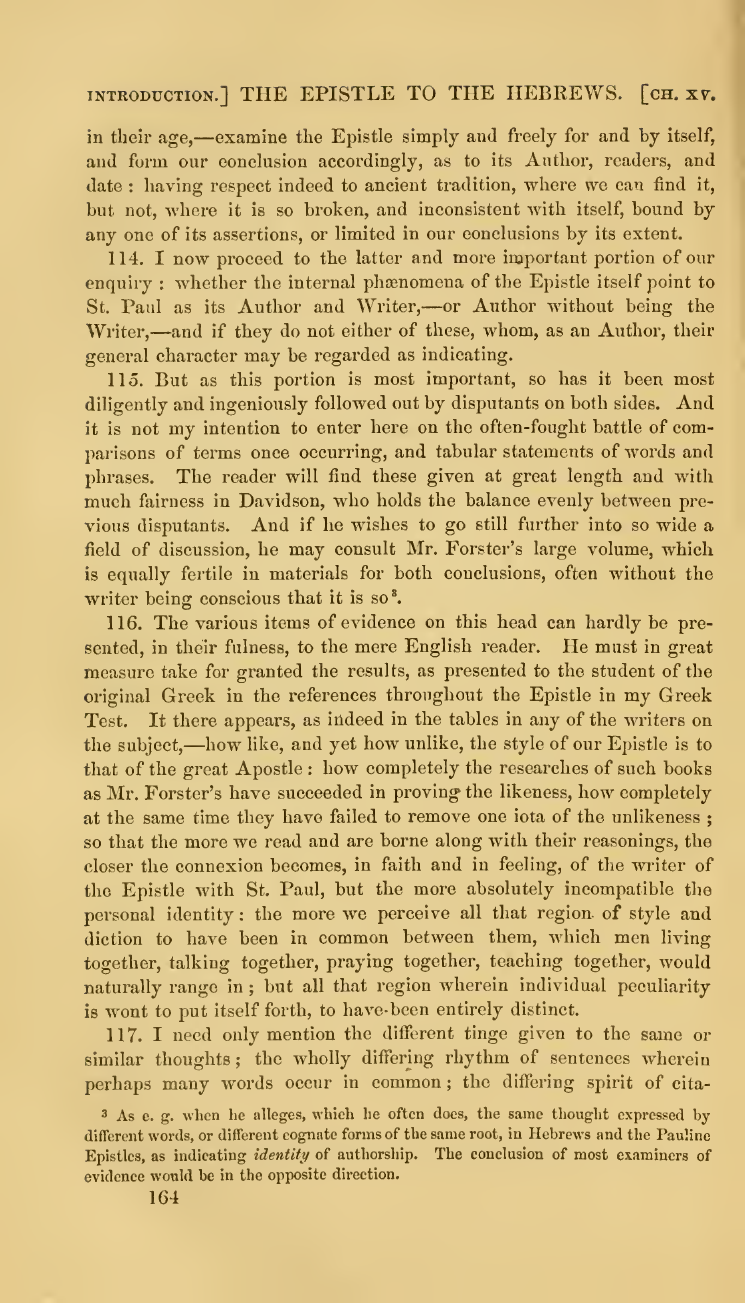 INTRODUCTION.] THE EPISTLE TO THE HEBREWS. [CH. XV.
in their age,—examine the Epistle simply and freely for and by itself,
and form our conclusion accordingly, as to its Author, readers, and
date : having respect indeed to ancient tradition, where we can find it,
but not, where it is so broken, and inconsistent with itself, bound by
any one of its assertions, or limited in our conclusions by its extent.
114. I now proceed to the latter and more important portion of our
enquiry : whether the internal phænomena of the Epistle itself point to
St. Paul as its Author and Writer,—or Author without being the
Writer,—and if they do not either of these, whom, as an Author, their
general character may be regarded as indicating.
115. But as this portion is most important, so has it been most
diligently and ingeniously followed out by disputants on both sides. And
it is not my intention to enter here on the often-fought battle of com-
parisons of terms once occurring, and tabular statements of words and
phrases. The reader will find these given at great length and with
much fairness in Davidson, who holds the balance evenly between pre-
vious disputants. And if he wishes to go still further into so wide a
field of discussion, he may consult Mr. Forster's large volume, which
is equally fertile in materials for both conclusions, often without the
writer being conscious that it is so³.
116. The various items of evidence on this head can hardly be pre-
sented, in their fulness, to the mere English reader. He must in great
measure take for granted the results, as presented to the student of the
original Greek in the references throughout the Epistle in my Greek
Test. It there appears, as indeed in the tables in any of the writers on
the subject,—how like, and yet how unlike, the style of our Epistle is to
that of the great Apostle : how completely the researches of such books
as Mr. Forster's have succeeded in proving the likeness, how completely
at the same time they have failed to remove one iota of the unlikeness ;
so that the more we read and are borne along with their reasonings, the
closer the connexion becomes, in faith and in feeling, of the writer of
the Epistle with St. Paul, but the more absolutely incompatible the
personal identity : the more we perceive all that region of style and
diction to have been in common between them, which men living
together, talking together, praying together, teaching together, would
naturally range in ; but all that region wherein individual peculiarity
is wont to put itself forth, to have been entirely distinct.
117. I need only mention the different tinge given to the same or
similar thoughts ; the wholly differing rhythm of sentences wherein
perhaps many words occur in common ; the differing spirit of cita-
³ As e. g. when he alleges, which he often does, the same thought expressed by
different words, or different cognate forms of the same root, in Hebrews and the Pauline
Epistles, as indicating identity of authorship. The conclusion of most examiners of
evidence would be in the opposite direction.
164